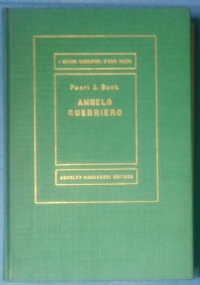 I GRANDI NARRATORI D'OGNI PAESE
Pearl S. Buck
ANGELO
GUERRIERO
ARNOLDO MONDADORI EDITORE